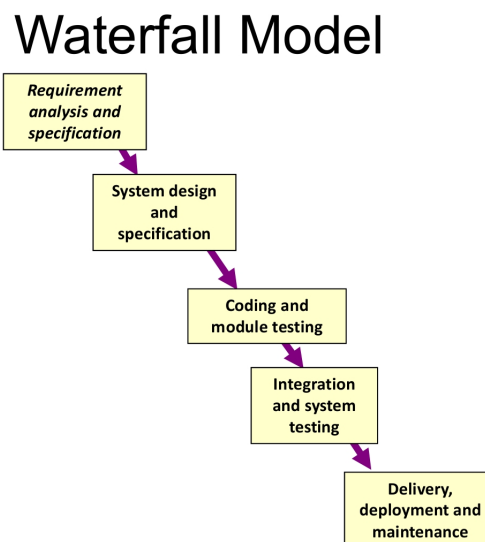 Waterfall Model
Requirement
analysis and
specification
System design
and
specification
Coding and
module testing
Integration
and system
testing
Delivery,
deployment and
maintenance